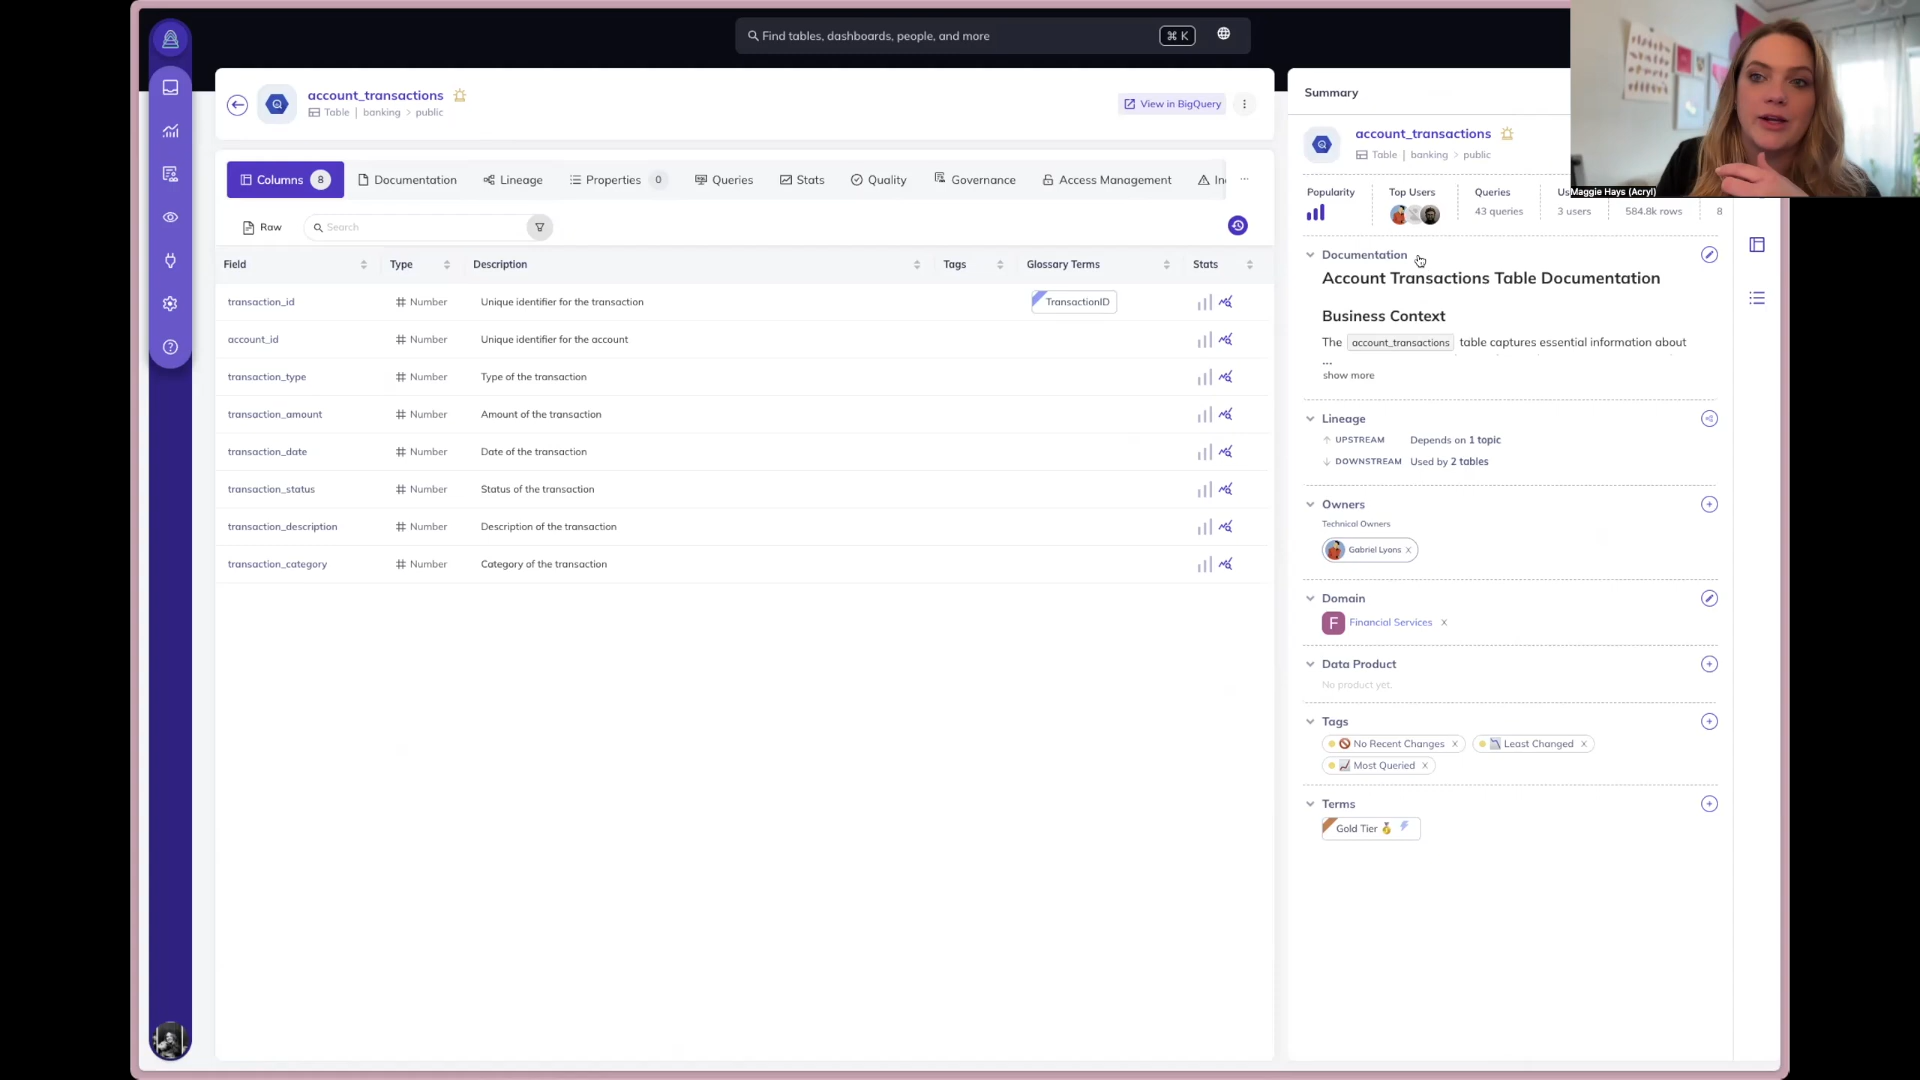 Find tables, dashboards, people, and more
⌘ K
account_transactions
Table | banking > public
View in BigQuery
Columns 8
Documentation
Lineage
Properties 0
Queries
Stats
Quality
Governance
Access Management
In
...
Raw
Search
Field Type Description Tags Glossary Terms Stats
transaction_id # Number Unique identifier for the transaction TransactionID
account_id # Number Unique identifier for the account
transaction_type # Number Type of the transaction
transaction_amount # Number Amount of the transaction
transaction_date # Number Date of the transaction
transaction_status # Number Status of the transaction
transaction_description # Number Description of the transaction
transaction_category # Number Category of the transaction
Summary
account_transactions
Table | banking > public
Maggie Hays (Acryl)
Popularity Top Users Queries Us
43 queries 3 users 584.8k rows 8
Documentation
Account Transactions Table Documentation
Business Context
The account_transactions table captures essential information about
...
show more
Lineage
↑ UPSTREAM Depends on 1 topic
↓ DOWNSTREAM Used by 2 tables
Owners
Technical Owners
Gabriel Lyons x
Domain
F Financial Services x
Data Product
No product yet.
Tags
🚫 No Recent Changes x 📉 Least Changed x
📈 Most Queried x
Terms
Gold Tier 🥇